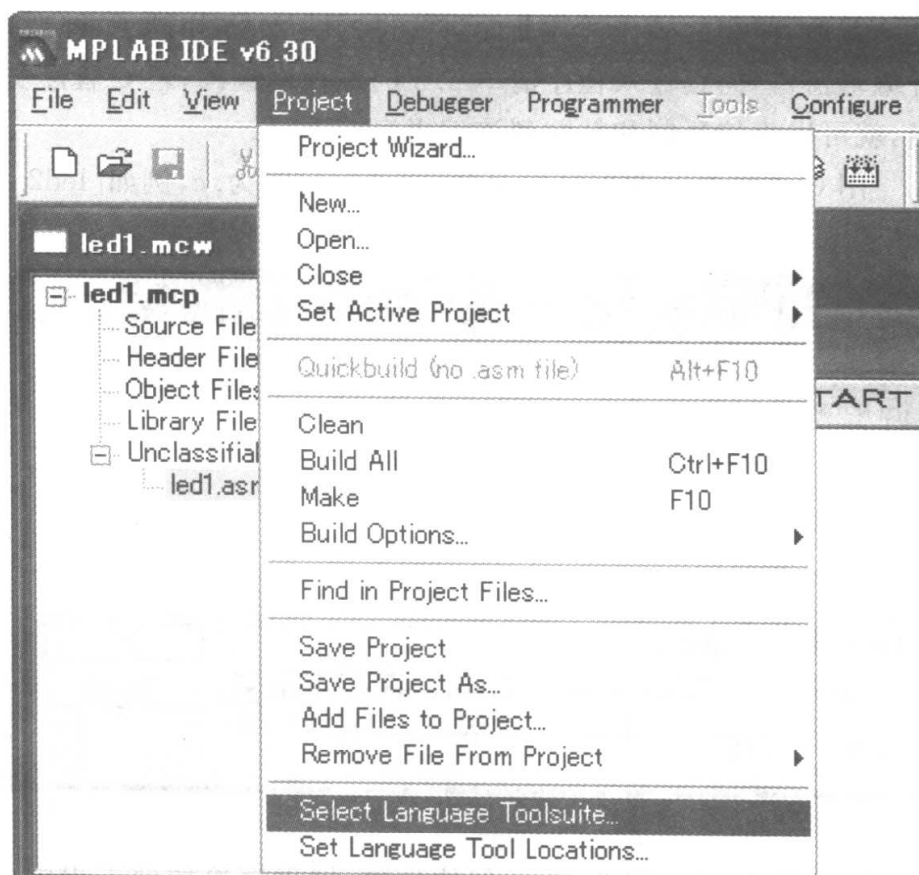 MPLAB IDE v6.30
File Edit View Project Debugger Programmer Tools Configure
Project Wizard...
led1.mcw
New...
Open...
Close
Set Active Project
Quickbuild (no .asm file) Alt+F10
Clean
Build All Ctrl+F10
Make F10
Build Options...
Find in Project Files...
Save Project
Save Project As...
Add Files to Project...
Remove File From Project
Select Language Toolsuite...
Set Language Tool Locations...
led1.mcp
Source File
Header File
Object Files
Library File
Unclassifial
led1.asm
TART